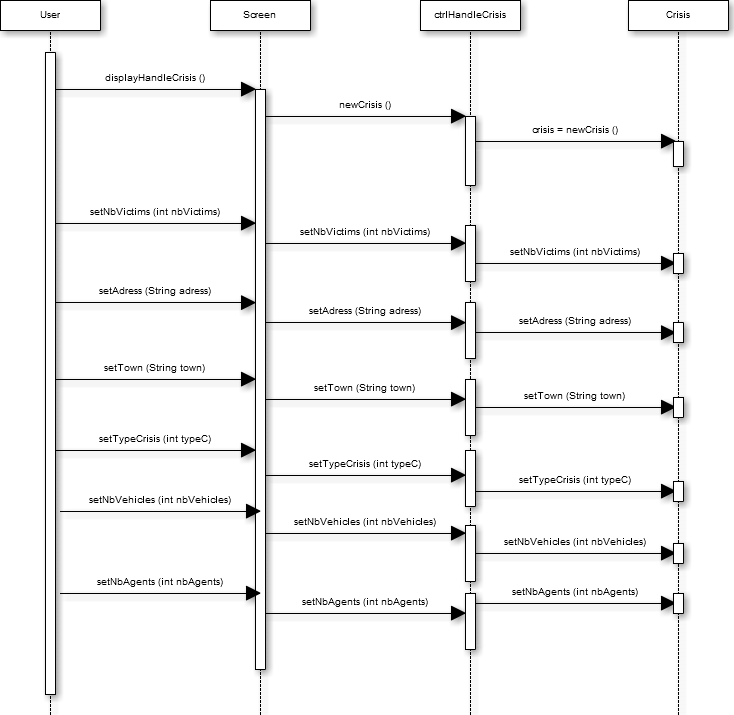 User
Screen
ctrlHandleCrisis
Crisis
displayHandleCrisis ()
newCrisis ()
crisis = newCrisis ()
setNbVictims (int nbVictims)
setNbVictims (int nbVictims)
setNbVictims (int nbVictims)
setAdress (String adress)
setAdress (String adress)
setAdress (String adress)
setTown (String town)
setTown (String town)
setTown (String town)
setTypeCrisis (int typeC)
setTypeCrisis (int typeC)
setTypeCrisis (int typeC)
setNbVehicles (int nbVehicles)
setNbVehicles (int nbVehicles)
setNbVehicles (int nbVehicles)
setNbAgents (int nbAgents)
setNbAgents (int nbAgents)
setNbAgents (int nbAgents)